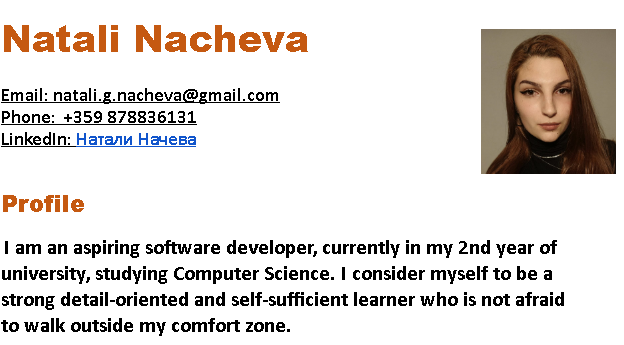 Natali Nacheva
Email: natali.g.nacheva@gmail.com
Phone: +359 878836131
LinkedIn: Натали Начева
Profile
I am an aspiring software developer, currently in my 2nd year of
university, studying Computer Science. I consider myself to be a
strong detail-oriented and self-sufficient learner who is not afraid
to walk outside my comfort zone.